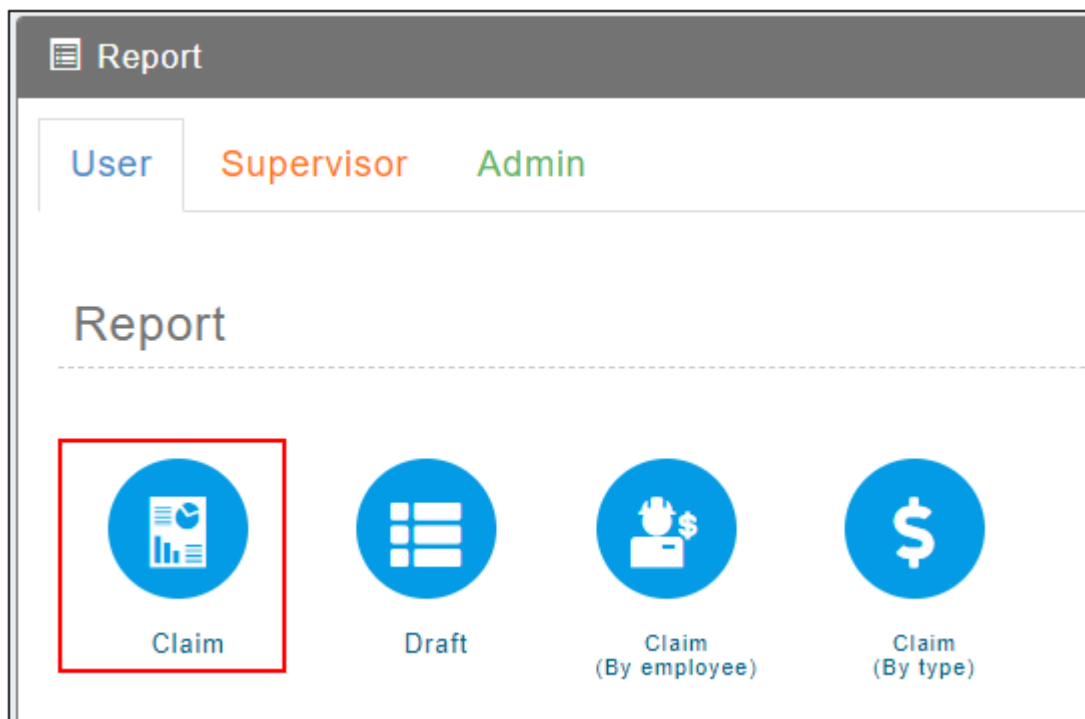 Report
User Supervisor Admin
Report
Claim Draft Claim (By employee) Claim (By type)